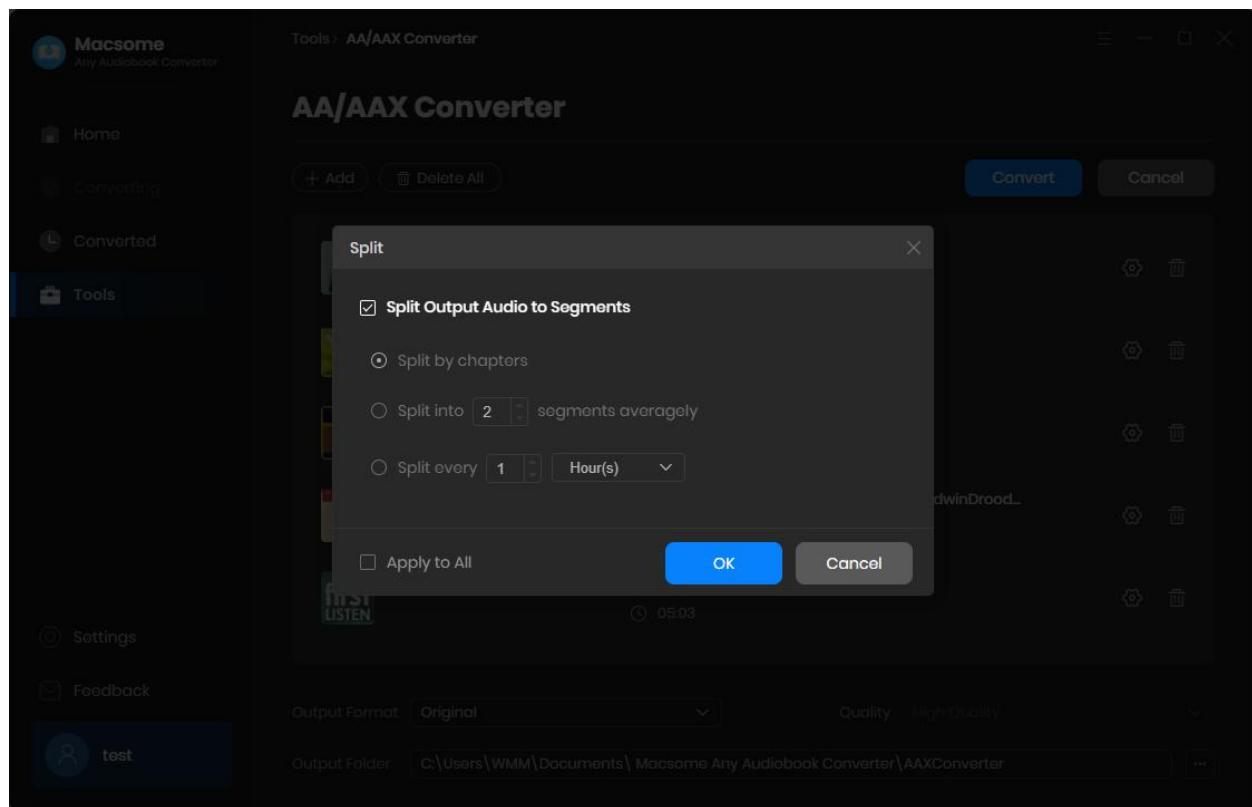 Macsome
Any Audiobook Converter
Tools› AA/AAX Converter
AA/AAX Converter
Home
Converting
Converted
Tools
+ Add
Delete All
Convert
Cancel
Split
Split Output Audio to Segments
Split by chapters
Split into 2 segments averagely
Split every 1 Hour(s)
dwinDrood...
Apply to All
OK
Cancel
first
LISTEN
05:03
Settings
Feedback
test
Output Format Original
Quality High Quality
Output Folder C:\Users\WMM\Documents\ Macsome Any Audiobook Converter\AAXConverter
...